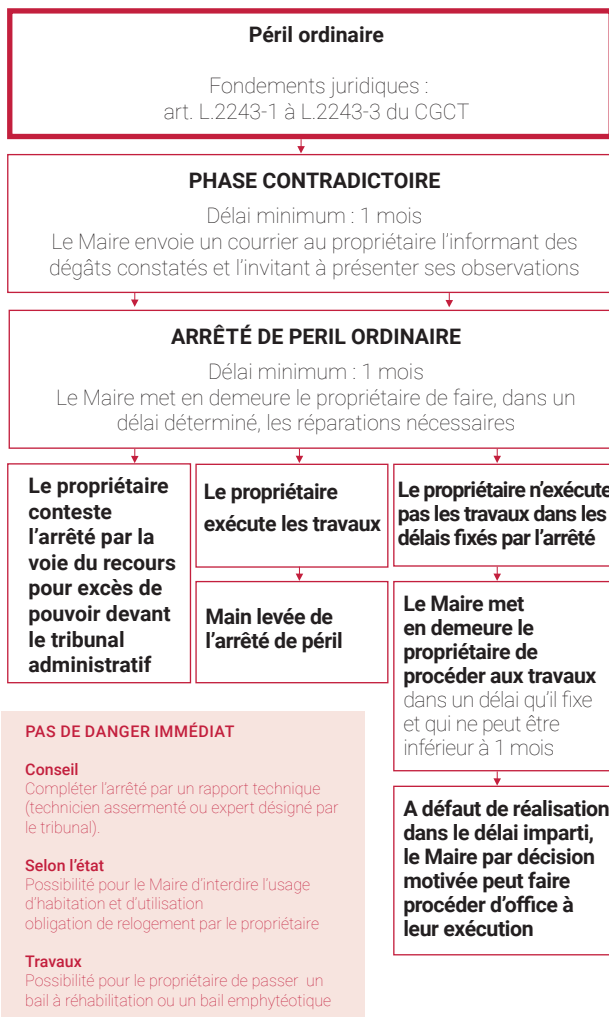 Péril ordinaire
Fondements juridiques :
art. L.2243-1 à L.2243-3 du CGCT
PHASE CONTRADICTOIRE
Délai minimum : 1 mois
Le Maire envoie un courrier au propriétaire l’informant des
dégâts constatés et l’invitant à présenter ses observations
ARRÊTÉ DE PERIL ORDINAIRE
Délai minimum : 1 mois
Le Maire met en demeure le propriétaire de faire, dans un
délai déterminé, les réparations nécessaires
Le propriétaire
conteste
l’arrêté par la
voie du recours
pour excès de
pouvoir devant
le tribunal
administratif
Le propriétaire
exécute les travaux
Main levée de
l’arrêté de péril
Le propriétaire n’exécute
pas les travaux dans les
délais fixés par l’arrêté
Le Maire met
en demeure le
propriétaire de
procéder aux travaux
dans un délai qu’il fixe
et qui ne peut être
inférieur à 1 mois
A défaut de réalisation
dans le délai imparti,
le Maire par décision
motivée peut faire
procéder d’office à
leur exécution
PAS DE DANGER IMMÉDIAT
Conseil
Compléter l’arrêté par un rapport technique
(technicien assermenté ou expert désigné par
le tribunal).
Selon l’état
Possibilité pour le Maire d’interdire l’usage
d’habitation et d’utilisation
obligation de relogement par le propriétaire
Travaux
Possibilité pour le propriétaire de passer un
bail à réhabilitation ou un bail emphytéotique